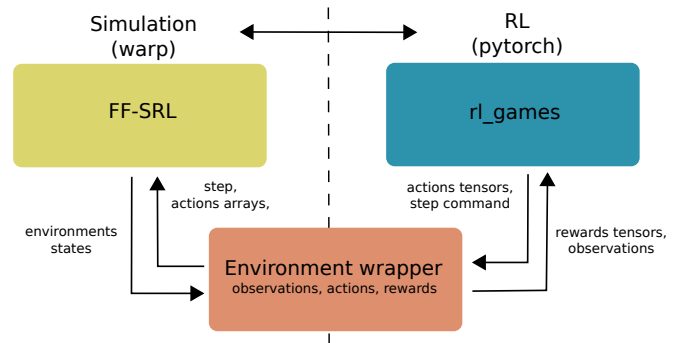 Simulation
(warp)
RL
(pytorch)
FF-SRL
rl_games
step,
actions arrays,
actions tensors,
step command
environments
states
rewards tensors,
observations
Environment wrapper
observations, actions, rewards